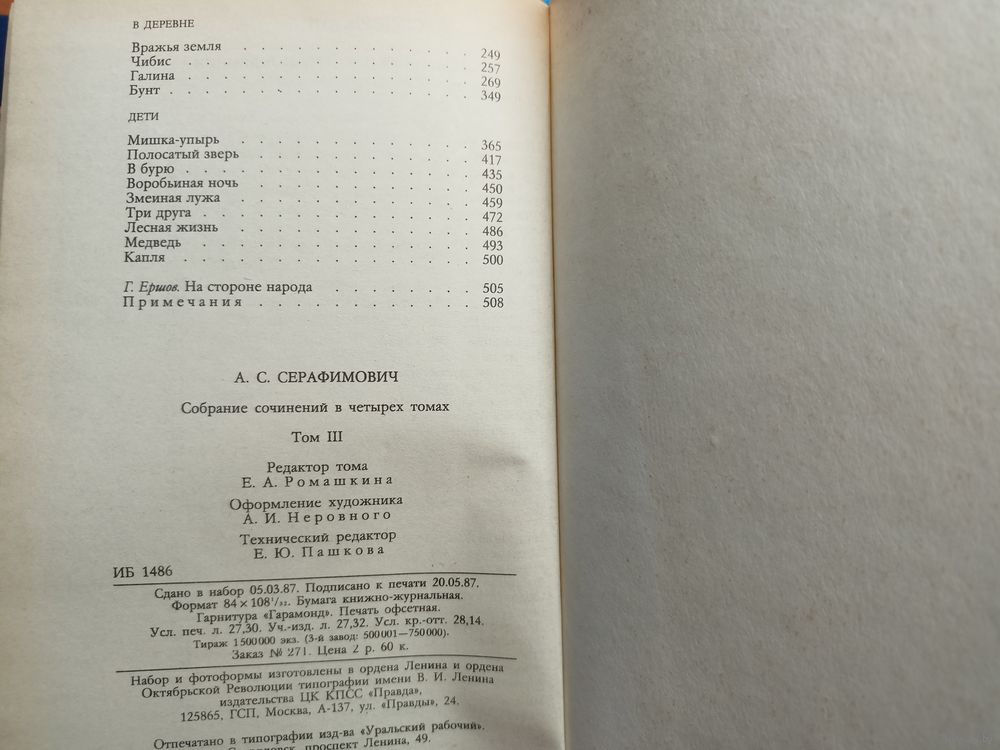 В ДЕРЕВНЕ
Вражья земля . . . . . . . . . . . . 249
Чибис . . . . . . . . . . . . . . 257
Галина . . . . . . . . . . . . . . 269
Бунт . . . . . . . . . . . . . . . 349
ДЕТИ
Мишка-упырь . . . . . . . . . . . . 365
Полосатый зверь . . . . . . . . . . . 417
В бурю . . . . . . . . . . . . . . 435
Воробьиная ночь . . . . . . . . . . . 450
Змеиная лужа . . . . . . . . . . . . 459
Три друга . . . . . . . . . . . . . 472
Лесная жизнь . . . . . . . . . . . . 486
Медведь . . . . . . . . . . . . . . 493
Капля . . . . . . . . . . . . . . . 500
Г. Ершов. На стороне народа . . . . . . . 505
Примечания . . . . . . . . . . . . 508
А. С. СЕРАФИМОВИЧ
Собрание сочинений в четырех томах
Том III
Редактор тома
Е. А. Ромашкина
Оформление художника
А. И. Неровного
Технический редактор
Е. Ю. Пашкова
ИБ 1486
Сдано в набор 05.03.87. Подписано к печати 20.05.87.
Формат 84×108¹/₃₂. Бумага книжно-журнальная.
Гарнитура «Гарамонд». Печать офсетная.
Усл. печ. л. 27,30. Уч.-изд. л. 27,32. Усл. кр.-отт. 28,14.
Тираж 1 500 000 экз. (3-й завод: 500 001—750 000).
Заказ № 271. Цена 2 р. 60 к.
Набор и фотоформы изготовлены в ордена Ленина и ордена
Октябрьской Революции типографии имени В. И. Ленина
издательства ЦК КПСС «Правда»,
125865, ГСП, Москва, А-137, ул. «Правды», 24.
Отпечатано в типографии изд-ва «Уральский рабочий».
проспект Ленина, 49.